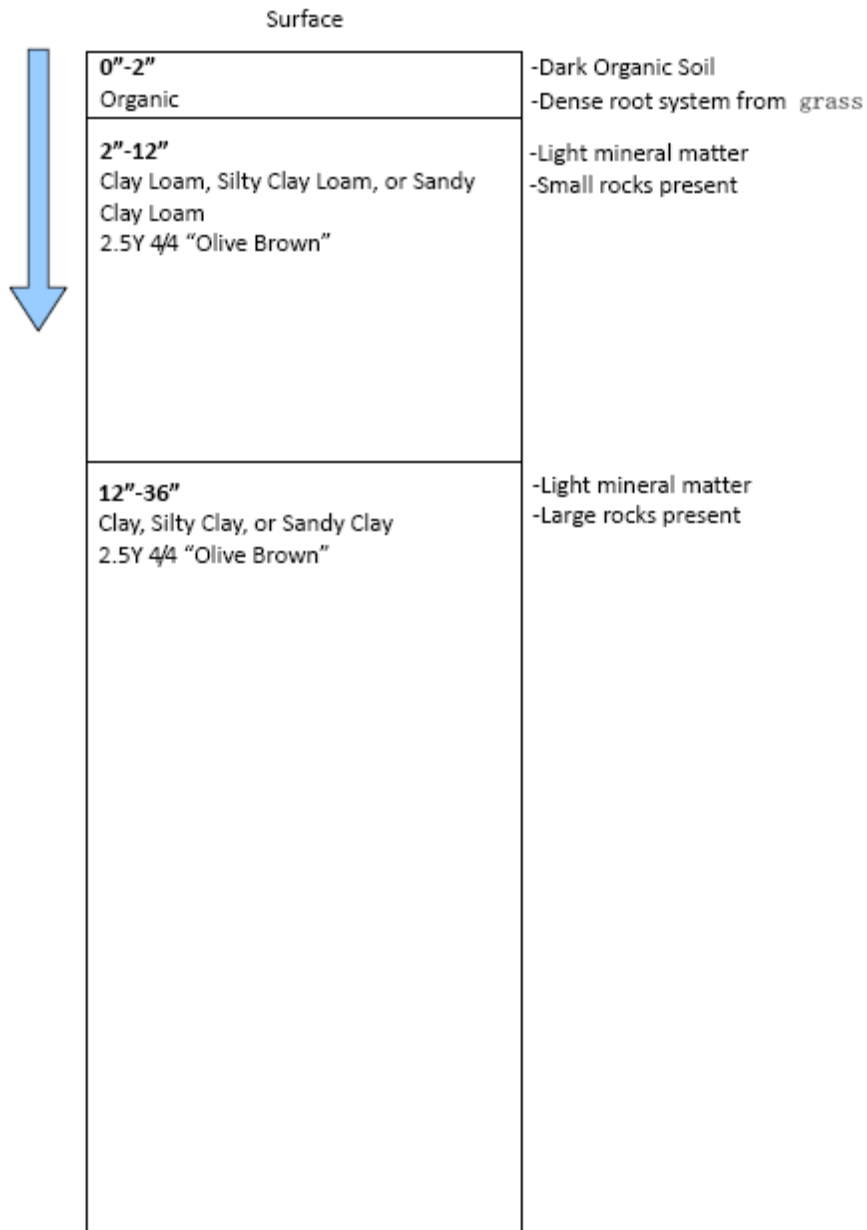 Surface
0”-2”
Organic
-Dark Organic Soil
-Dense root system from grass
2”-12”
Clay Loam, Silty Clay Loam, or Sandy
Clay Loam
2.5Y 4/4 “Olive Brown”
-Light mineral matter
-Small rocks present
12”-36”
Clay, Silty Clay, or Sandy Clay
2.5Y 4/4 “Olive Brown”
-Light mineral matter
-Large rocks present